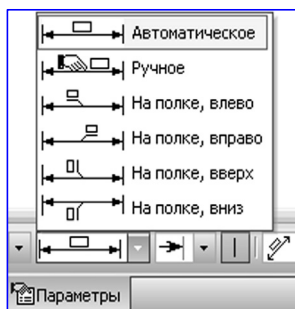 Автоматическое
Ручное
На полке, влево
На полке, вправо
На полке, вверх
На полке, вниз
Параметры